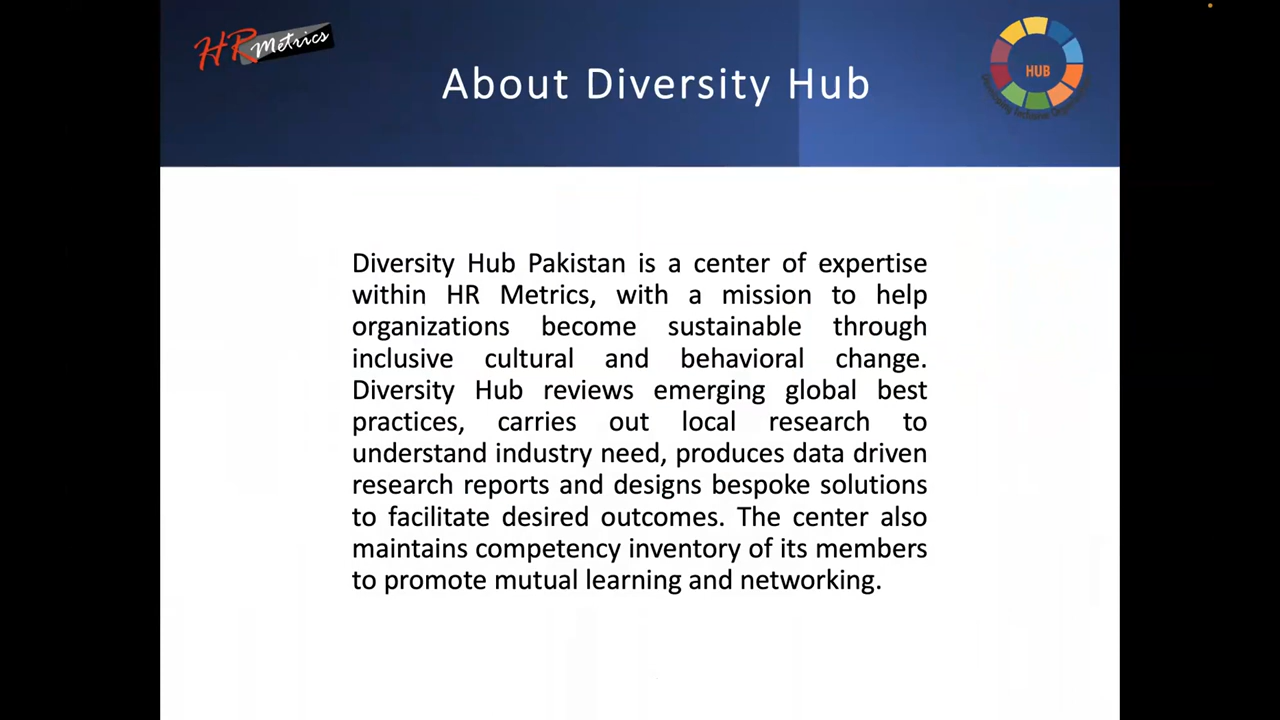 HR Metrics
About Diversity Hub
HUB
Diversity Hub Pakistan is a center of expertise
within HR Metrics, with a mission to help
organizations become sustainable through
inclusive cultural and behavioral change.
Diversity Hub reviews emerging global best
practices, carries out local research to
understand industry need, produces data driven
research reports and designs bespoke solutions
to facilitate desired outcomes. The center also
maintains competency inventory of its members
to promote mutual learning and networking.